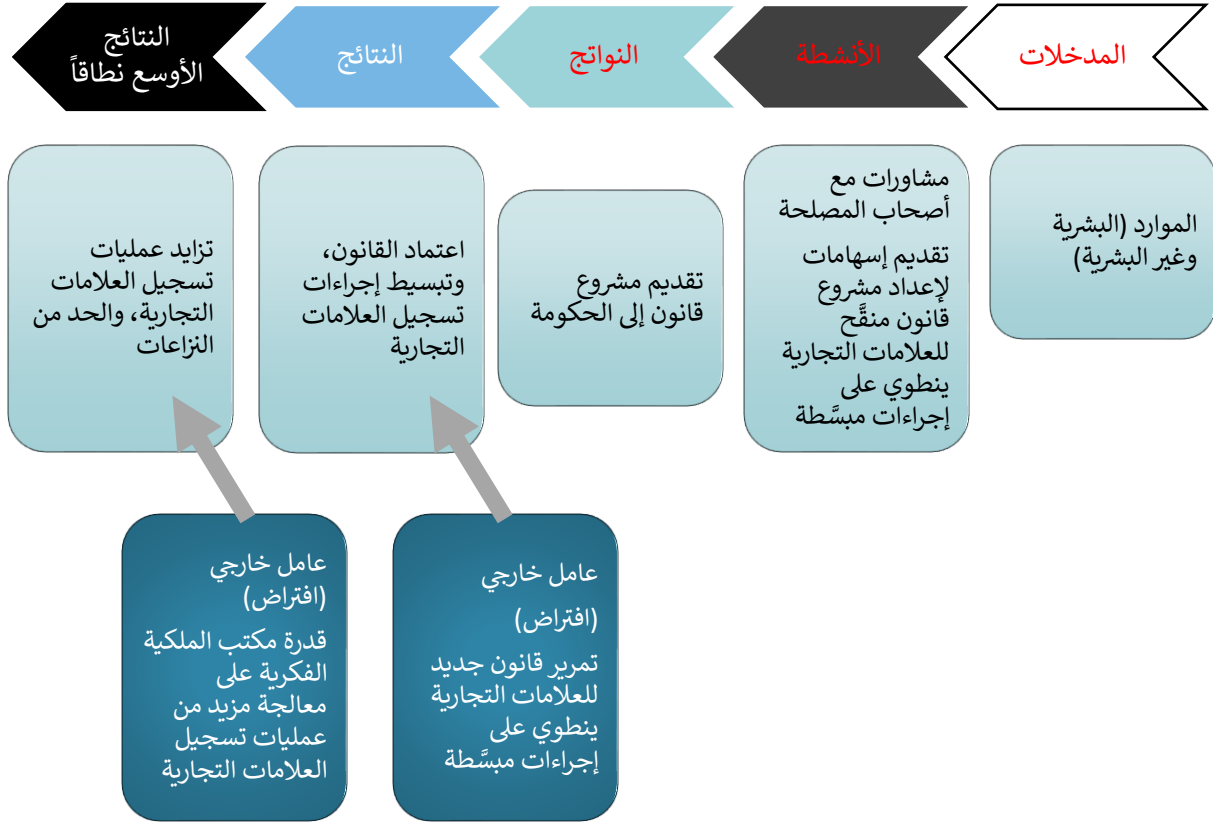 المدخلات
الأنشطة
النواتج
النتائج
النتائج
الأوسع نطاقاً
الموارد (البشرية
وغير البشرية)
مشاورات مع
أصحاب المصلحة
تقديم إسهامات
لإعداد مشروع
قانون منقَّح
للعلامات التجارية
ينطوي على
إجراءات مبسَّطة
تقديم مشروع
قانون إلى الحكومة
اعتماد القانون،
وتبسيط إجراءات
تسجيل العلامات
التجارية
تزايد عمليات
تسجيل العلامات
التجارية، والحد من
النزاعات
عامل خارجي
(افتراض)
تمرير قانون جديد
للعلامات التجارية
ينطوي على
إجراءات مبسَّطة
عامل خارجي
(افتراض)
قدرة مكتب الملكية
الفكرية على
معالجة مزيد من
عمليات تسجيل
العلامات التجارية